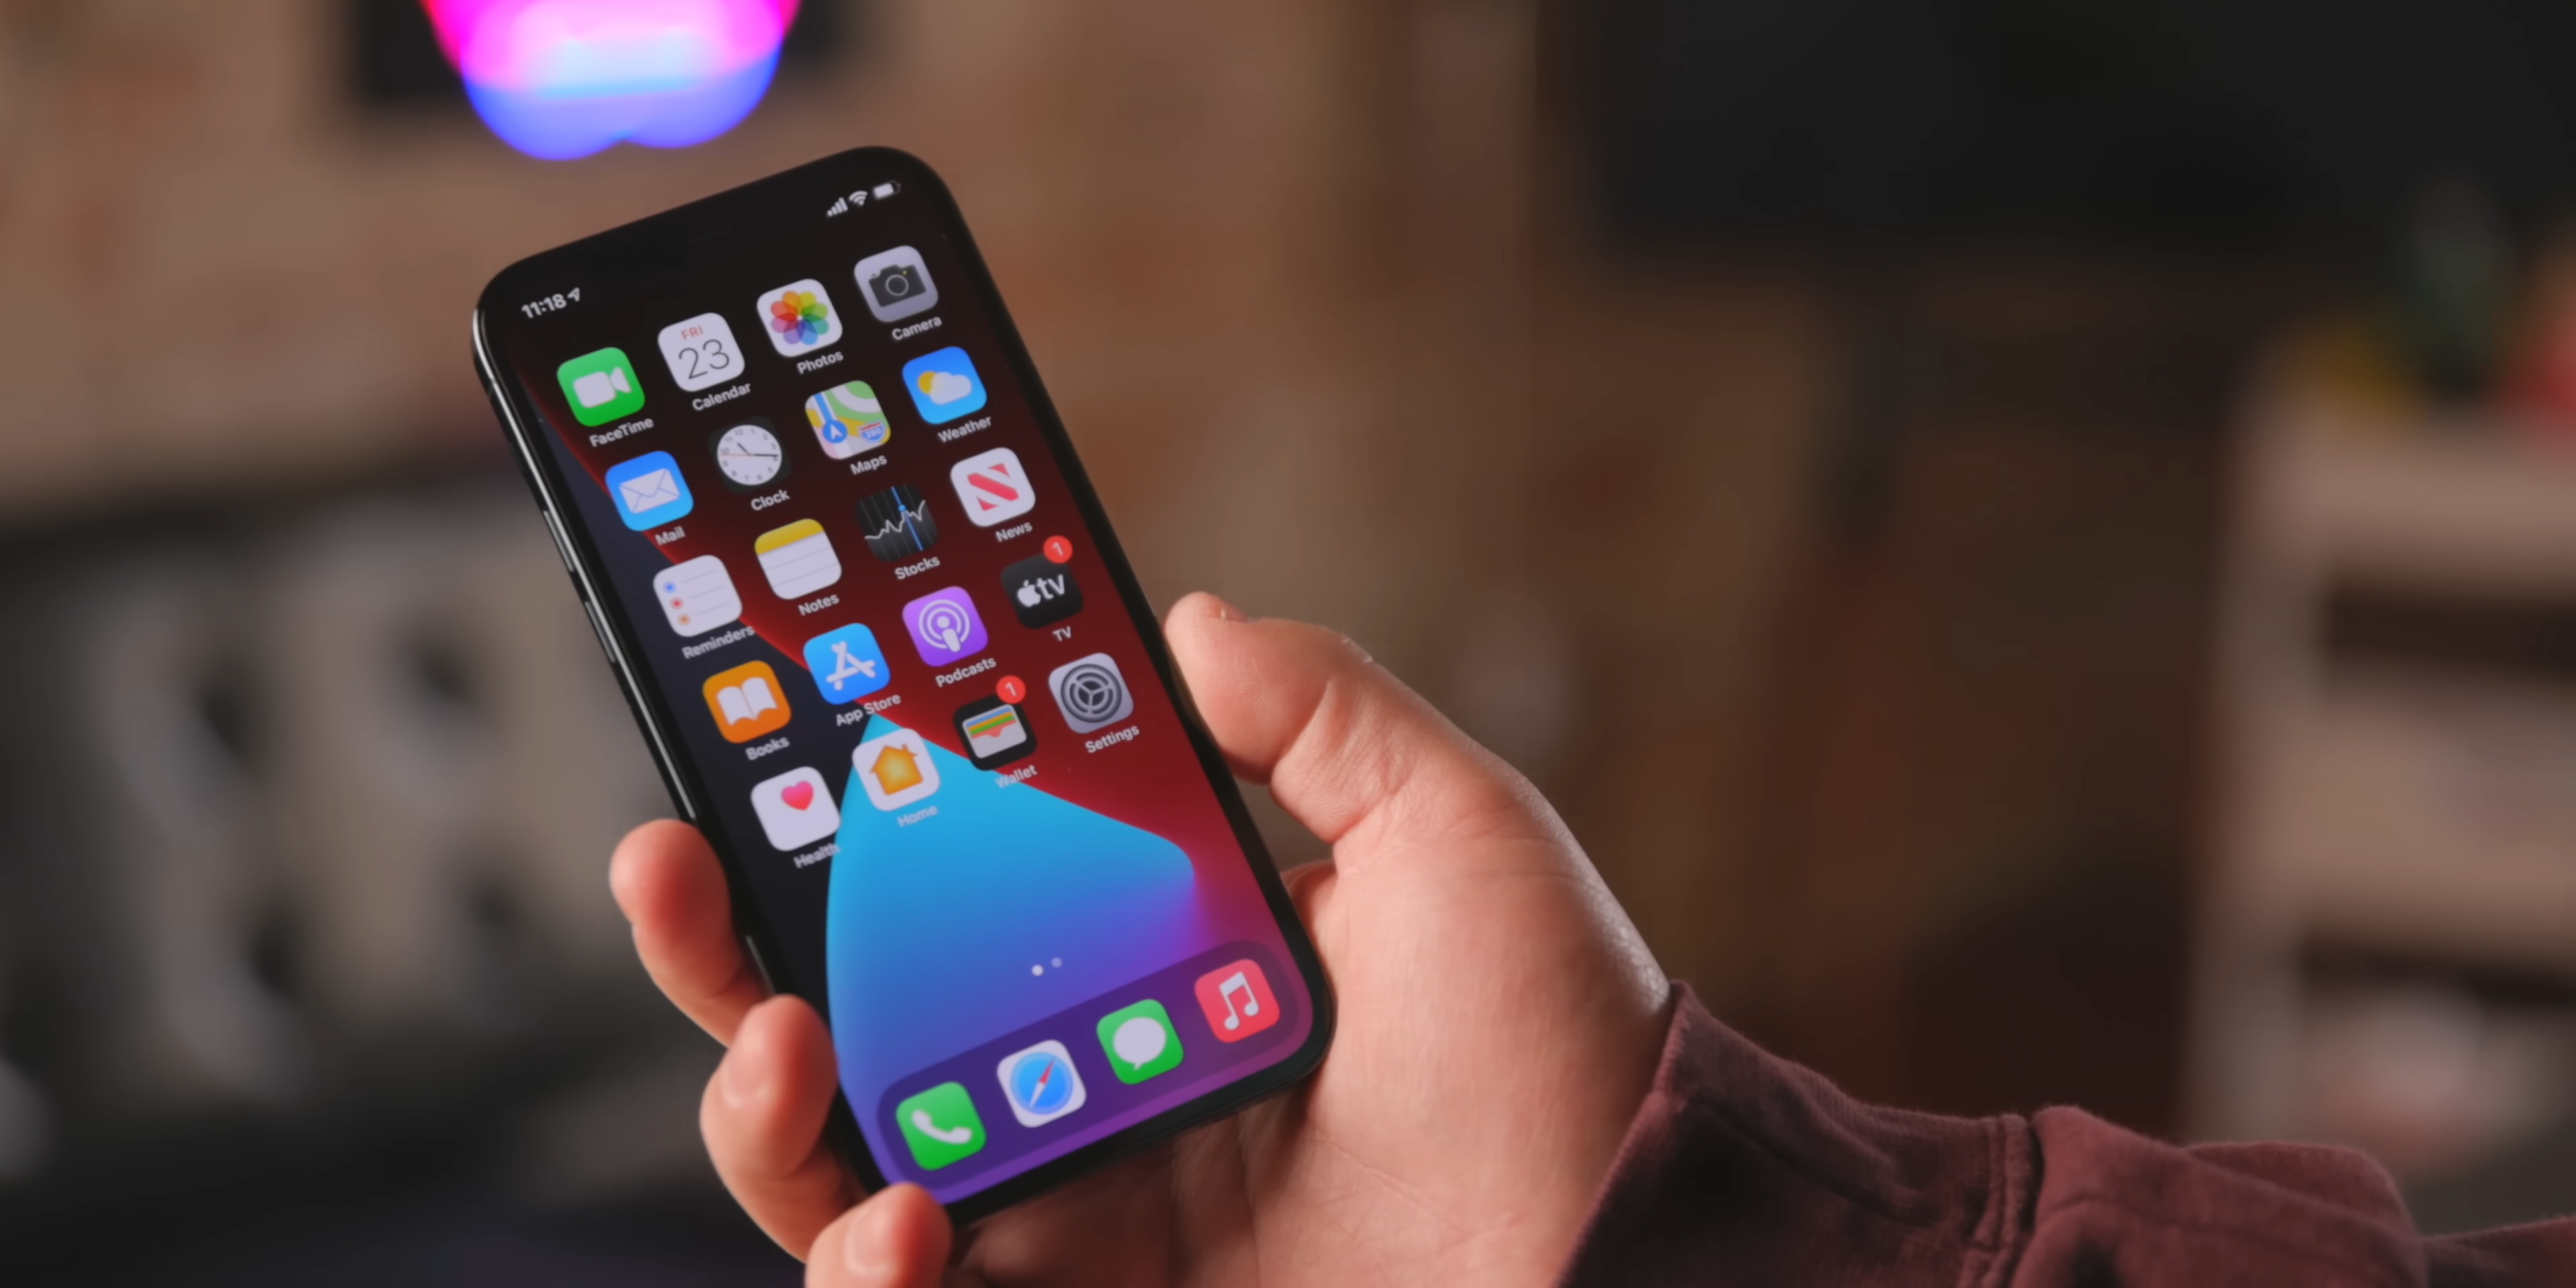 11:18
FRI
23
FaceTime
Calendar
Photos
Camera
Mail
Clock
Maps
Weather
Reminders
Notes
Stocks
News
1
tv
Books
App Store
Podcasts
TV
1
Health
Home
Wallet
Settings